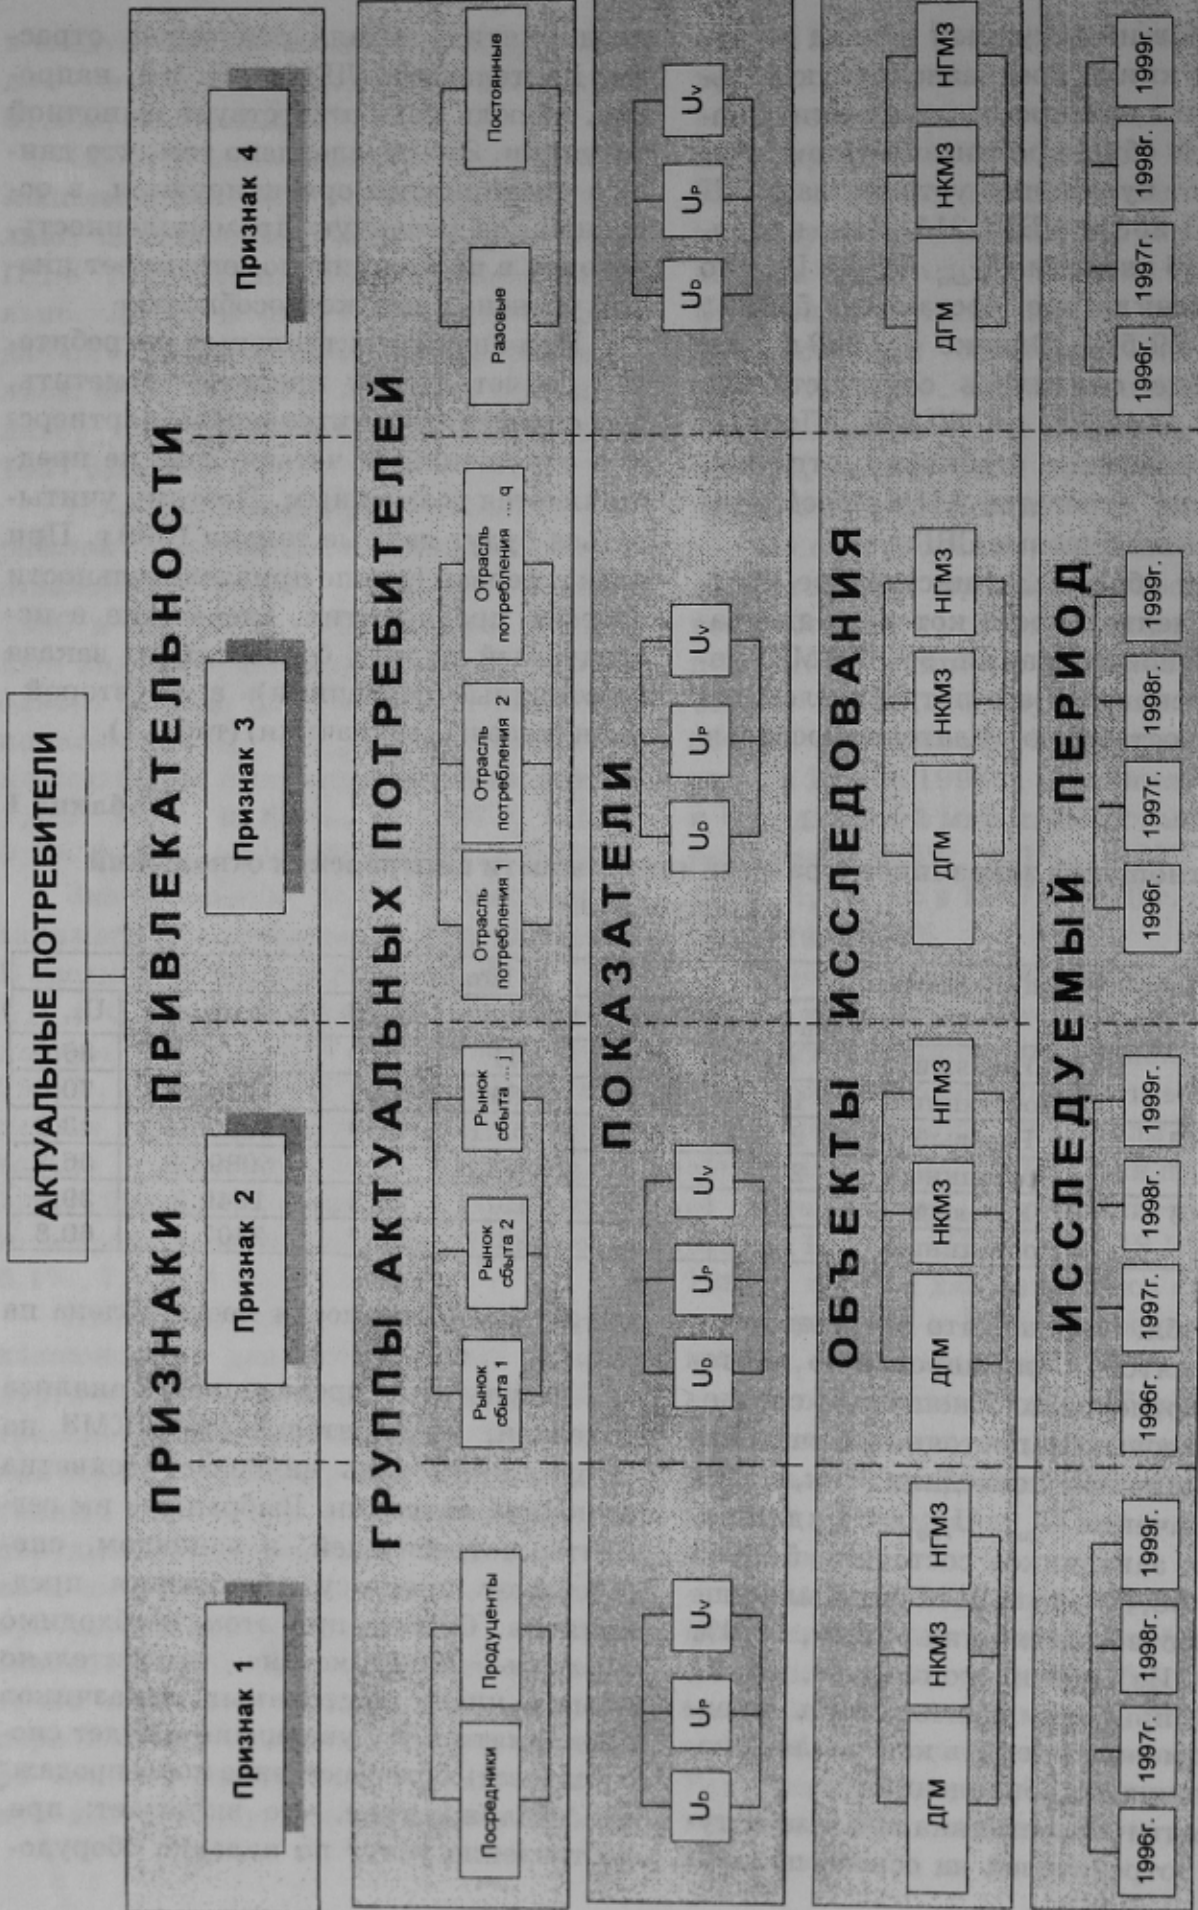 АКТУАЛЬНЫЕ ПОТРЕБИТЕЛИ
ПРИЗНАКИ ПРИВЛЕКАТЕЛЬНОСТИ
Признак 1
Признак 2
Признак 3
Признак 4
ГРУППЫ АКТУАЛЬНЫХ ПОТРЕБИТЕЛЕЙ
Посредники
Продуценты
Рынок
сбыта 1
Рынок
сбыта 2
Рынок
сбыта ... j
Отрасль
потребления 1
Отрасль
потребления 2
Отрасль
потребления ... q
Разовые
Постоянные
ПОКАЗАТЕЛИ
UD
UP
UV
UD
UP
UV
UD
UP
UV
UD
UP
UV
ОБЪЕКТЫ ИССЛЕДОВАНИЯ
ДГМ
НКМЗ
НГМЗ
ДГМ
НКМЗ
НГМЗ
ДГМ
НКМЗ
НГМЗ
ДГМ
НКМЗ
НГМЗ
ИССЛЕДУЕМЫЙ ПЕРИОД
1996г.
1997г.
1998г.
1999г.
1996г.
1997г.
1998г.
1999г.
1996г.
1997г.
1998г.
1999г.
1996г.
1997г.
1998г.
1999г.